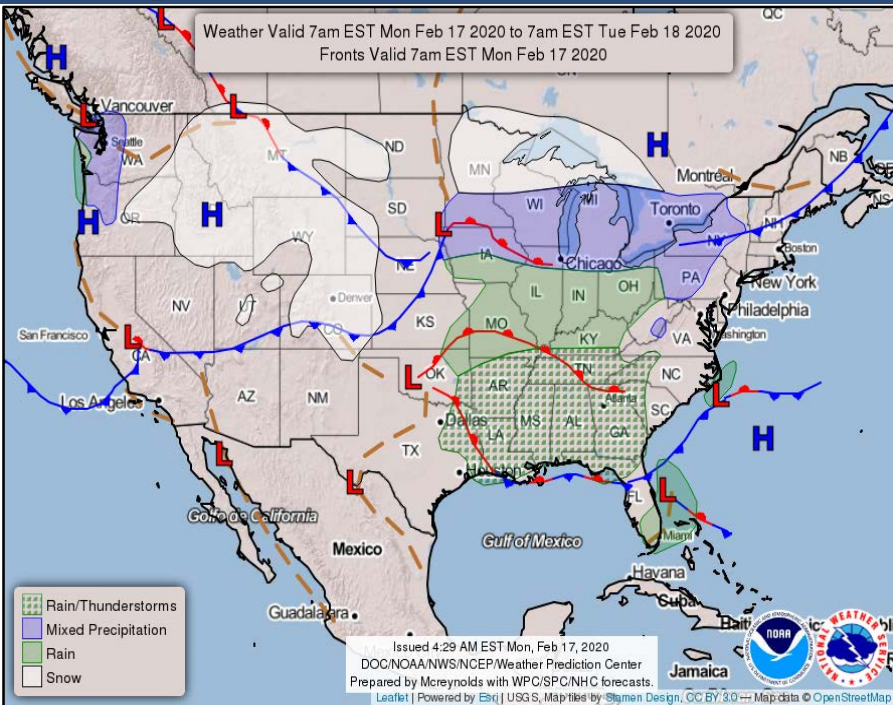 QC
Weather Valid 7am EST Mon Feb 17 2020 to 7am EST Tue Feb 18 2020
Fronts Valid 7am EST Mon Feb 17 2020
L
H
L
Vancouver
L
Seattle
WA
MT
ND
MN
H
Montreal
NB
NS
H
OR
H
SD
L
WI
MI
Toronto
NY
NH
Boston
WY
IA
Chicago
NE
PA
New York
NV
UT
Denver
CO
IL
IN
OH
Philadelphia
San Francisco
L
CA
KS
MO
KY
VA
Washington
Los Angeles
AZ
NM
L
OK
AR
TN
NC
L
Atlanta
SC
Dallas
TX
LA
MS
AL
GA
H
L
Houston
L
FL
L
Golfo de California
Mexico
Gulf of Mexico
Miami
Havana
Cuba
Guadalajara
Jamaica
Rain/Thunderstorms
Mixed Precipitation
Rain
Snow
Issued 4:29 AM EST Mon, Feb 17, 2020
DOC/NOAA/NWS/NCEP/Weather Prediction Center
Prepared by Mcreynolds with WPC/SPC/NHC forecasts.
NOAA
NATIONAL WEATHER SERVICE
Leaflet | Powered by Esri | USGS, Map tiles by Stamen Design, CC BY 3.0 — Map data © OpenStreetMap